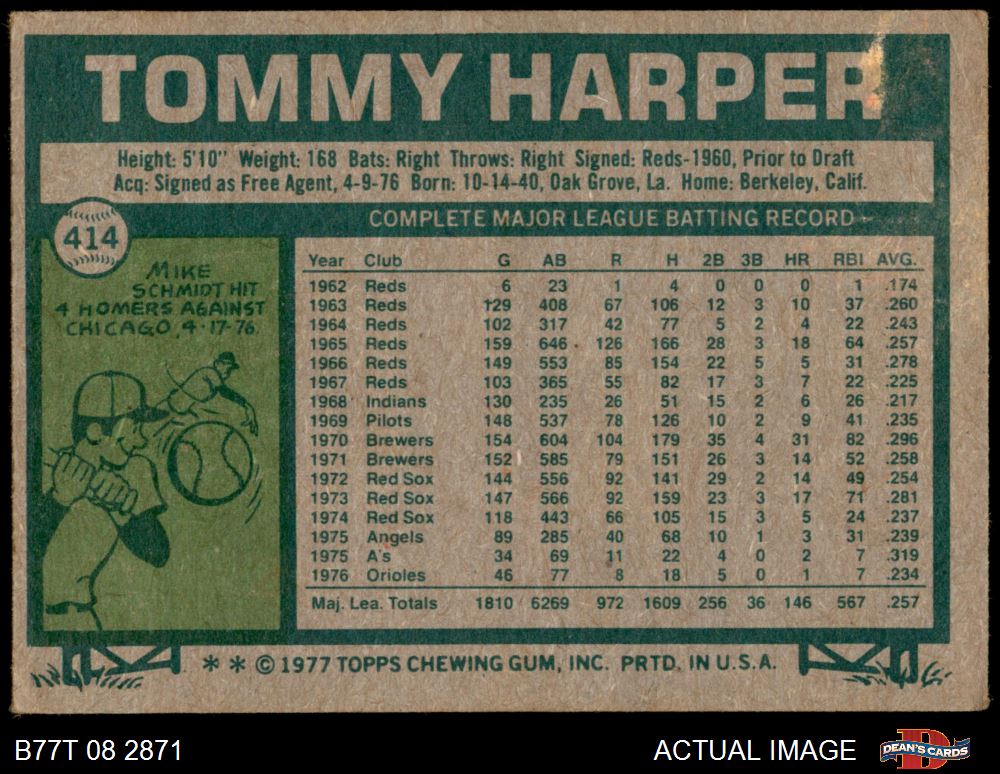 TOMMY HARPER
Height: 5'10" Weight: 168 Bats: Right Throws: Right Signed: Reds-1960, Prior to Draft
Acq: Signed as Free Agent, 4-9-76 Born: 10-14-40, Oak Grove, La. Home: Berkeley, Calif.
COMPLETE MAJOR LEAGUE BATTING RECORD
414
MIKE
SCHMIDT HIT
4 HOMERS AGAINST
CHICAGO, 4-17-76.
Year Club G AB R H 2B 3B HR RBI AVG.
1962 Reds 6 23 1 4 0 0 0 1 .174
1963 Reds 129 408 67 106 12 3 10 37 .260
1964 Reds 102 317 42 77 5 2 4 22 .243
1965 Reds 159 646 126 166 28 3 18 64 .257
1966 Reds 149 553 85 154 22 5 5 31 .278
1967 Reds 103 365 55 82 17 3 7 22 .225
1968 Indians 130 235 26 51 15 2 6 26 .217
1969 Pilots 148 537 78 126 10 2 9 41 .235
1970 Brewers 154 604 104 179 35 4 31 82 .296
1971 Brewers 152 585 79 151 26 3 14 52 .258
1972 Red Sox 144 556 92 141 29 2 14 49 .254
1973 Red Sox 147 566 92 159 23 3 17 71 .281
1974 Red Sox 118 443 66 105 15 3 5 24 .237
1975 Angels 89 285 40 68 10 1 3 31 .239
1975 A's 34 69 11 22 4 0 2 7 .319
1976 Orioles 46 77 8 18 5 0 1 7 .234
Maj. Lea. Totals 1810 6269 972 1609 256 36 146 567 .257
* * © 1977 TOPPS CHEWING GUM, INC. PRTD. IN U.S.A.
B77T 08 2871
ACTUAL IMAGE
DEAN'S CARDS